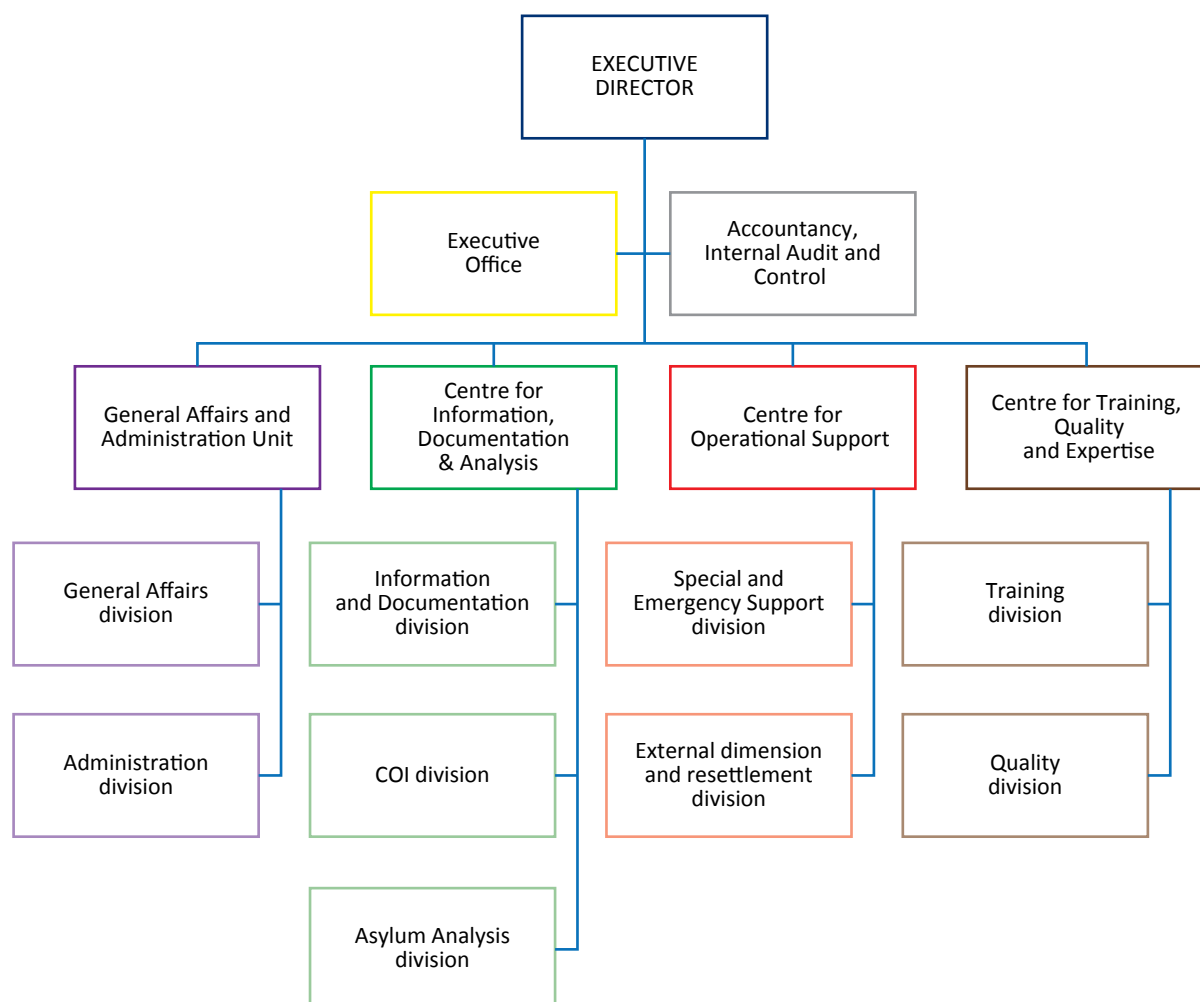 EXECUTIVE
DIRECTOR
Executive
Office
Accountancy,
Internal Audit and
Control
General Affairs and
Administration Unit
Centre for
Information,
Documentation
& Analysis
Centre for
Operational Support
Centre for Training,
Quality
and Expertise
General Affairs
division
Information
and Documentation
division
Special and
Emergency Support
division
Training
division
Administration
division
COI division
External dimension
and resettlement
division
Quality
division
Asylum Analysis
division